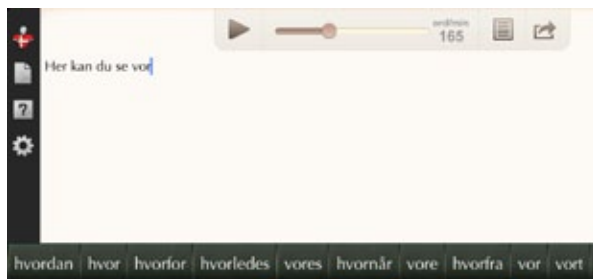 ord/min
165
Her kan du se vor
?
hvordan hvor hvorfor hvorledes vores hvornår vore hvorfra vor vort